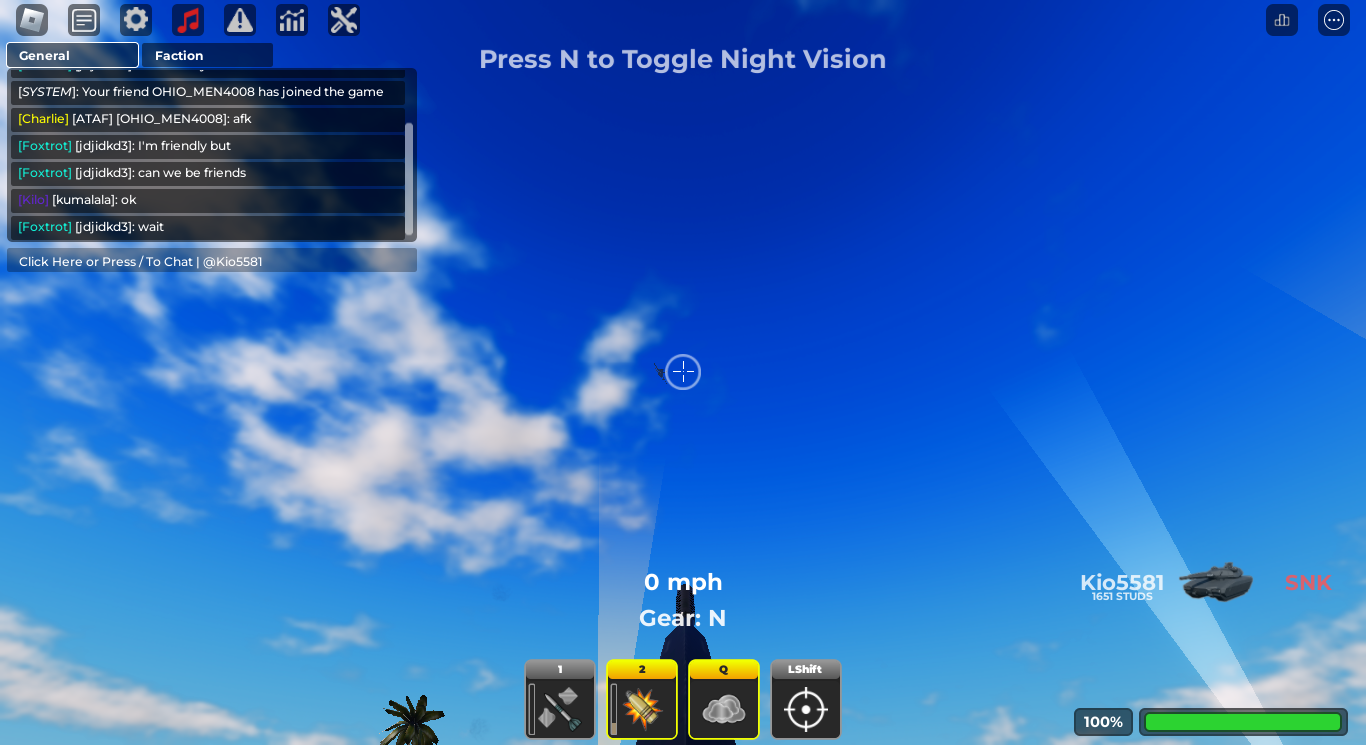 General
Faction
Press N to Toggle Night Vision
[SYSTEM]: Your friend OHIO_MEN4008 has joined the game
[Charlie] [ATAF] [OHIO_MEN4008]: afk
[Foxtrot] [jdjidkd3]: I'm friendly but
[Foxtrot] [jdjidkd3]: can we be friends
[Kilo] [kumalala]: ok
[Foxtrot] [jdjidkd3]: wait
Click Here or Press / To Chat | @Kio5581
0 mph
Gear: N
Kio5581
1651 STUDS
SNK
1
2
Q
LShift
100%